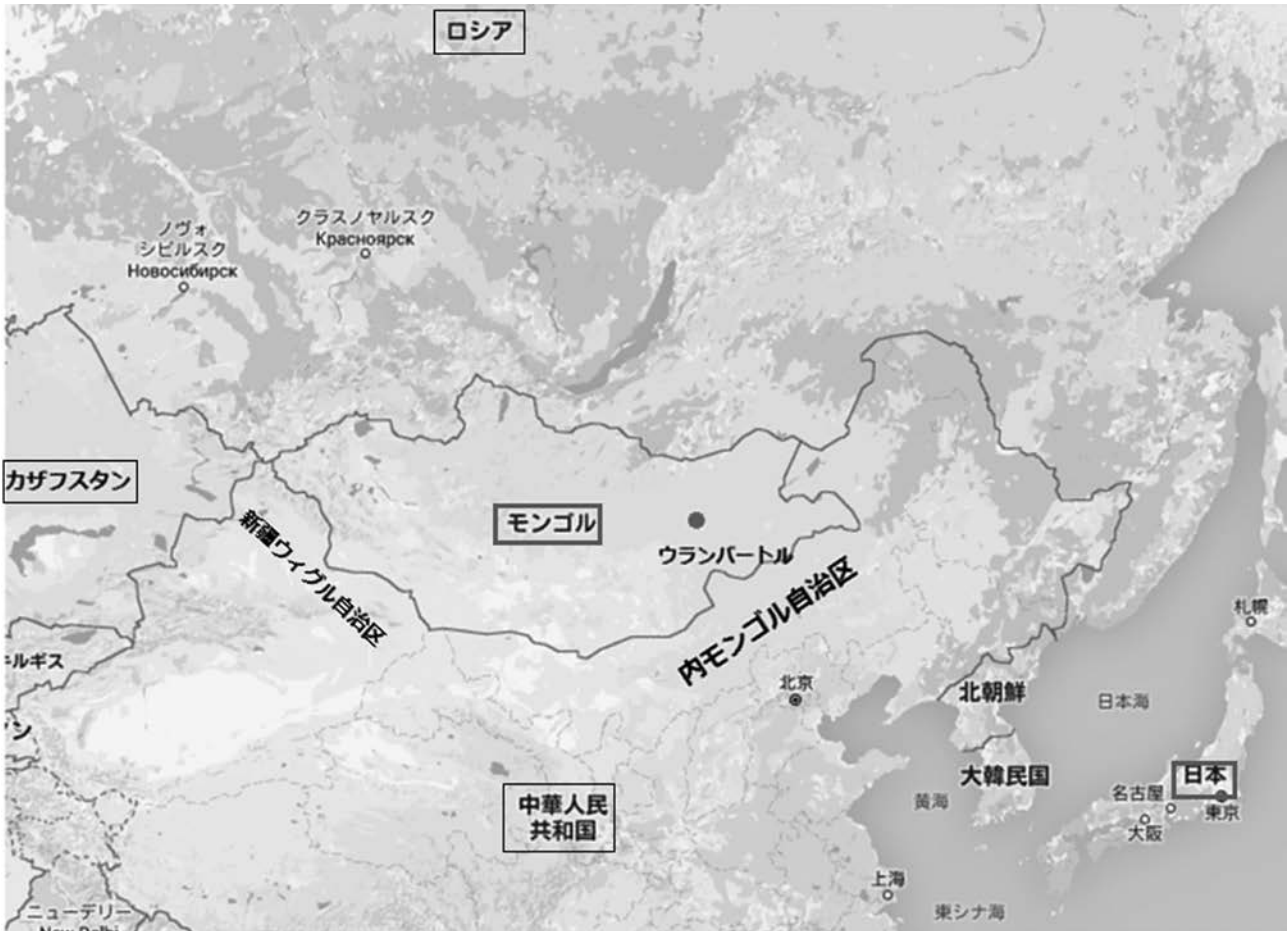 ロシア
クラスノヤルスク
Красноярск
ノヴォ
シビルスク
Новосибирск
カザフスタン
新疆ウィグル自治区
モンゴル
ウランバートル
内モンゴル自治区
札幌
キルギス
北京
北朝鮮
日本海
ン
大韓民国
日本
中華人民
共和国
黄海
名古屋
東京
大阪
上海
ニューデリー
New Delhi
東シナ海